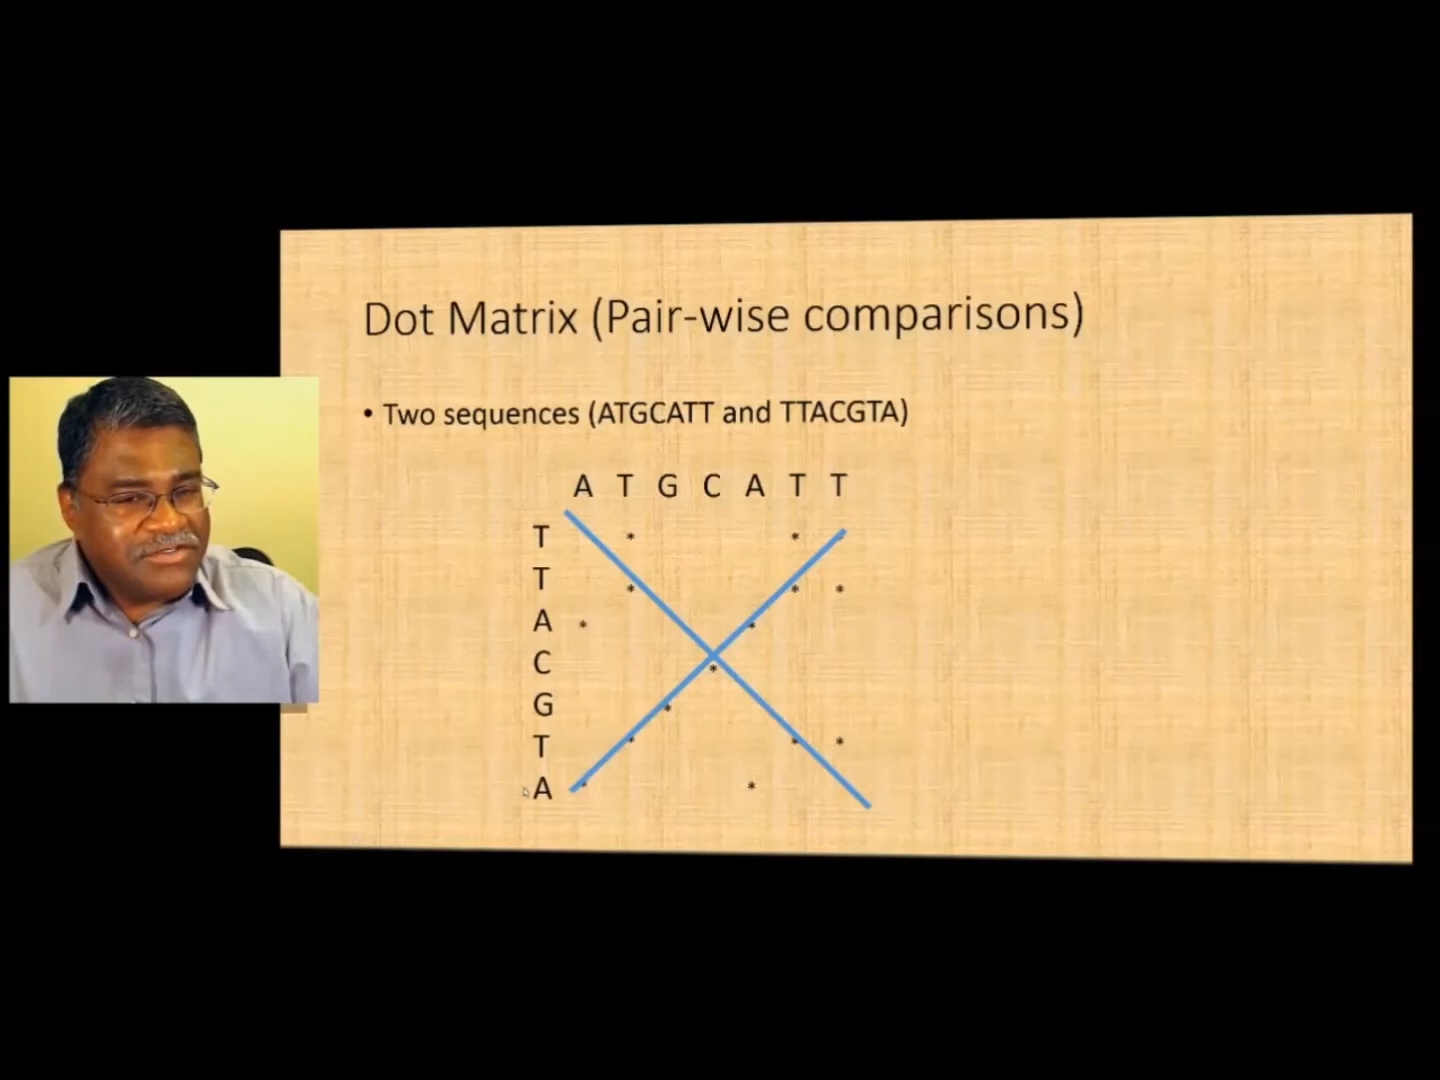 Dot Matrix (Pair-wise comparisons)
• Two sequences (ATGCATT and TTACGTA)
A T G C A T T
T * * *
T * * *
A * *
C *
G *
T * * *
A * *